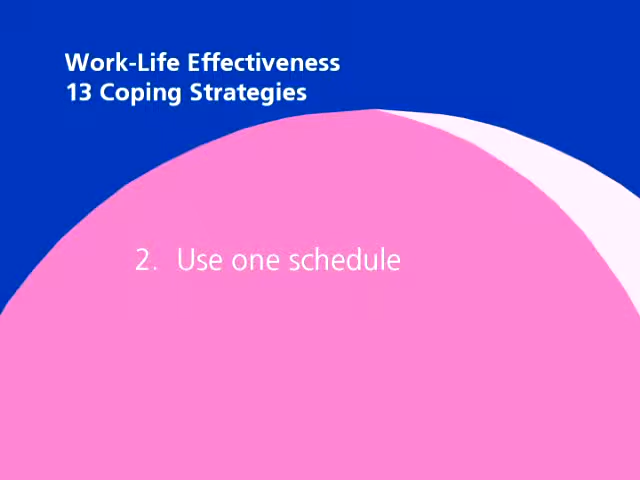 Work-Life Effectiveness
13 Coping Strategies
2. Use one schedule